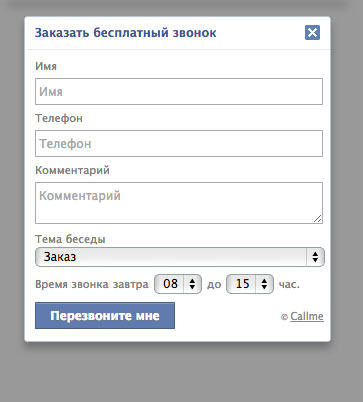 Заказать бесплатный звонок
Имя
Имя
Телефон
Телефон
Комментарий
Комментарий
Тема беседы
Заказ
Время звонка завтра 08 до 15 час.
Перезвоните мне
© Callme